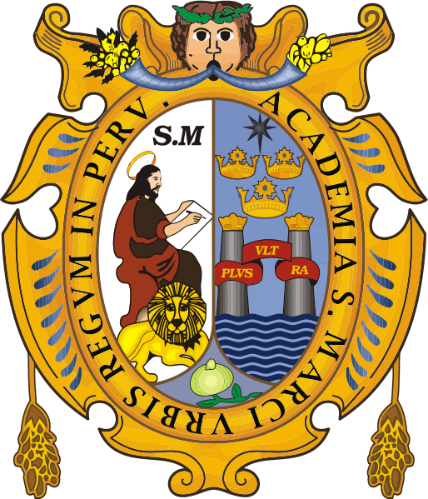 ACADEMIA S. MARCI VRBIS REGVM IN PERV .
S.M
PLVS VLT RA